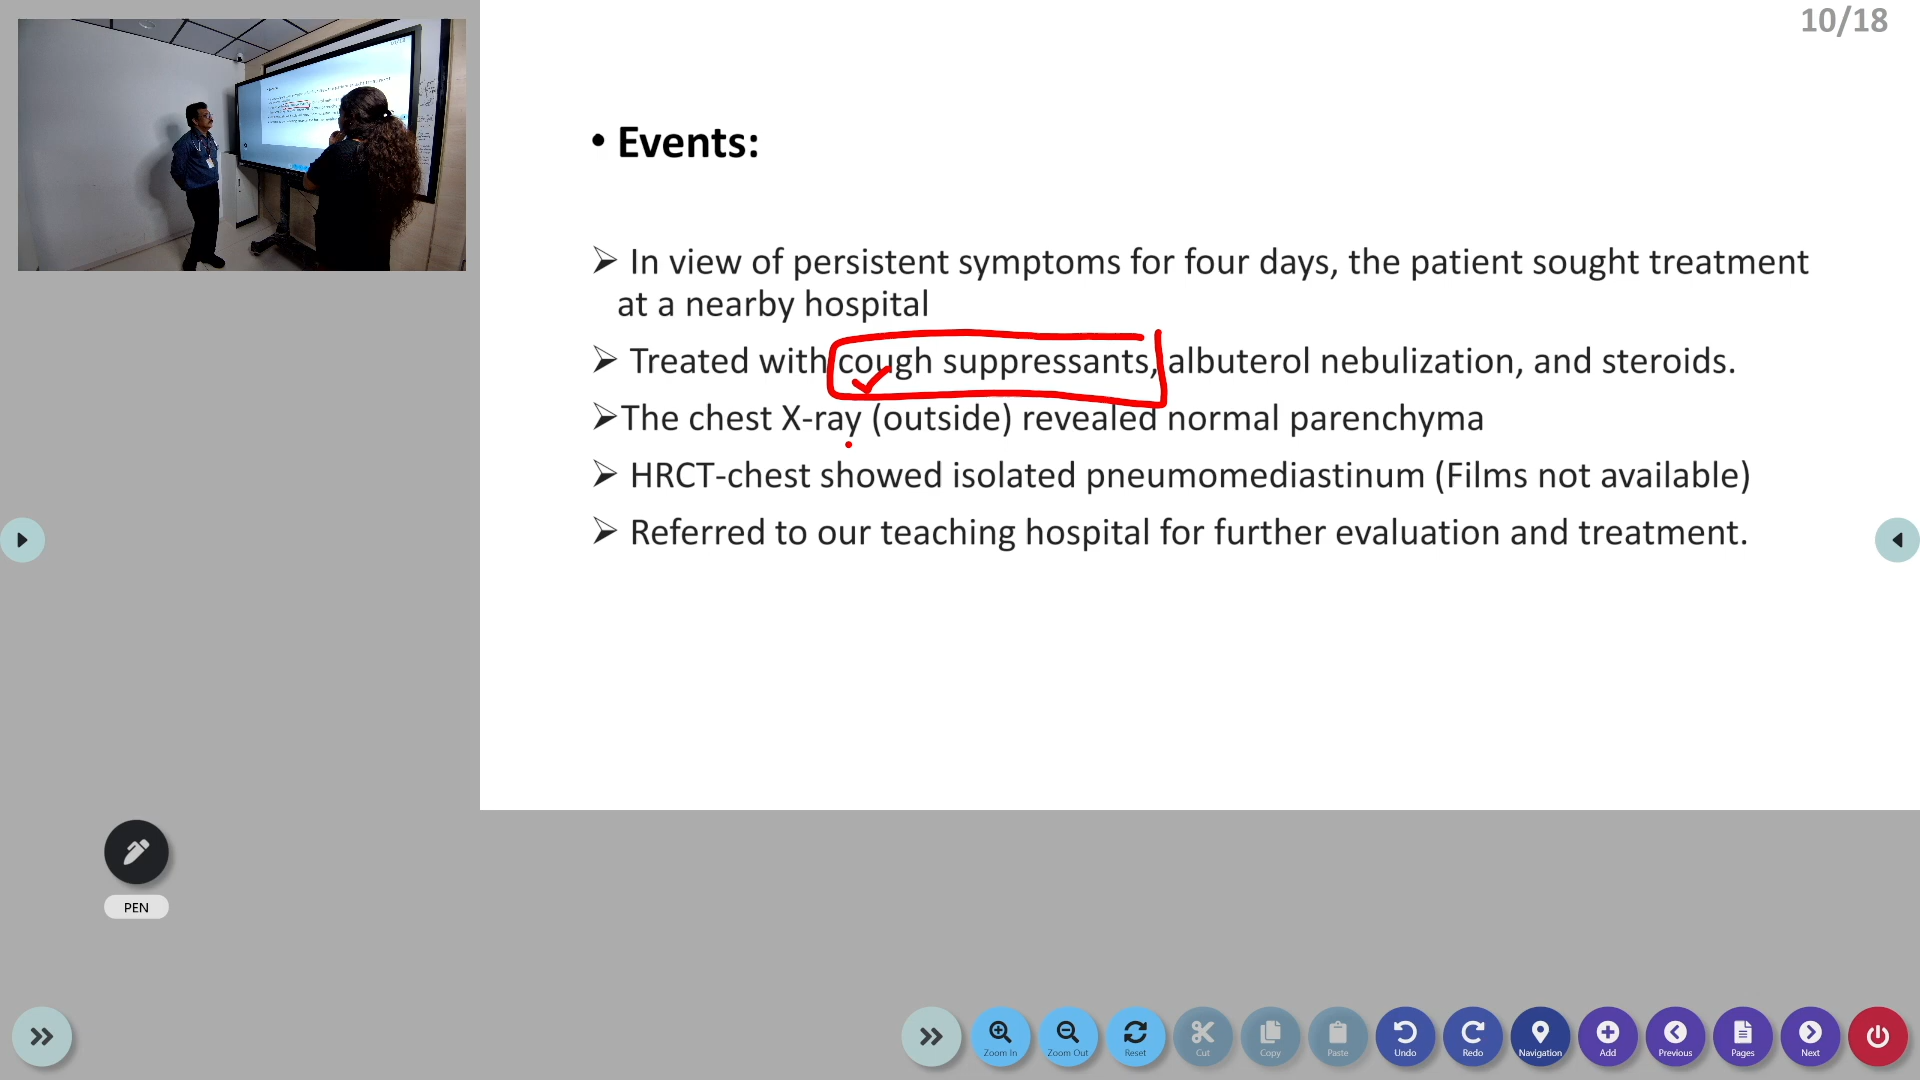 10/18
• Events:
➢ In view of persistent symptoms for four days, the patient sought treatment
at a nearby hospital
➢ Treated with cough suppressants, albuterol nebulization, and steroids.
➢The chest X-ray (outside) revealed normal parenchyma
➢ HRCT-chest showed isolated pneumomediastinum (Films not available)
➢ Referred to our teaching hospital for further evaluation and treatment.
PEN
Zoom In
Zoom Out
Reset
Cut
Copy
Paste
Undo
Redo
Navigation
Add
Previous
Pages
Next